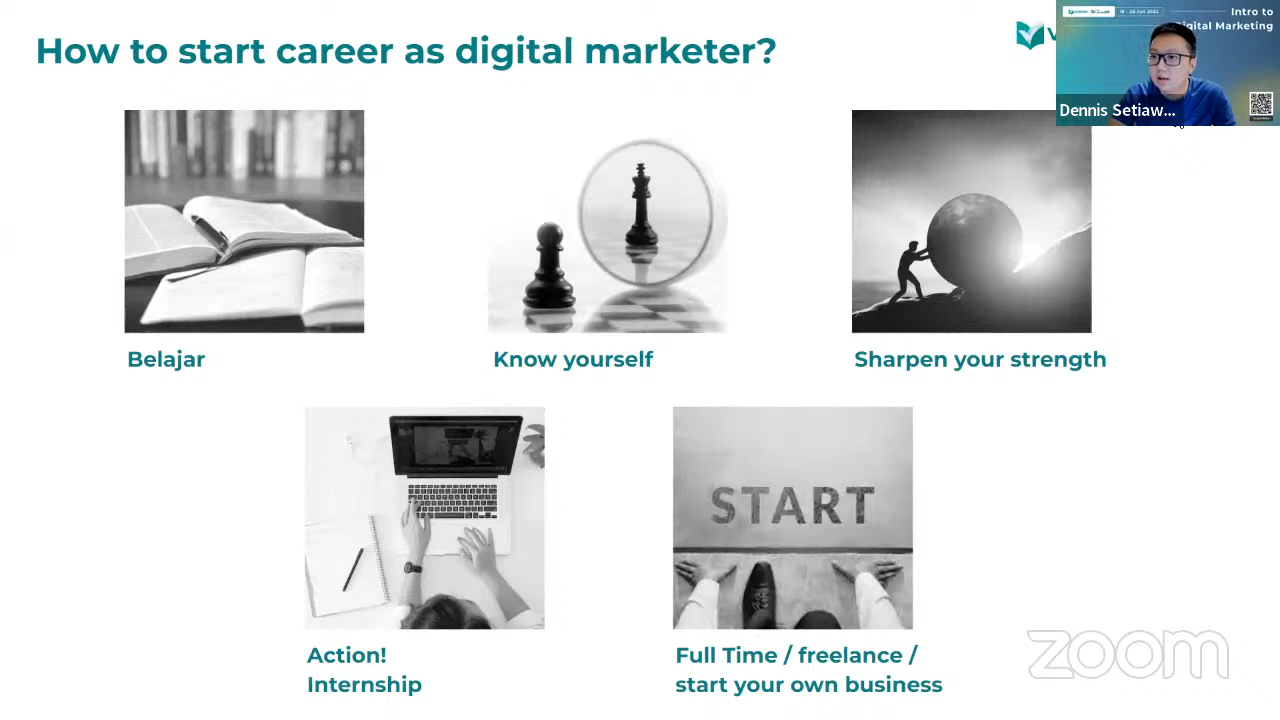 How to start career as digital marketer?
Intro to
Digital Marketing
Dennis Setiaw...
Belajar
Know yourself
Sharpen your strength
START
Action!
Internship
Full Time / freelance /
start your own business
zoom